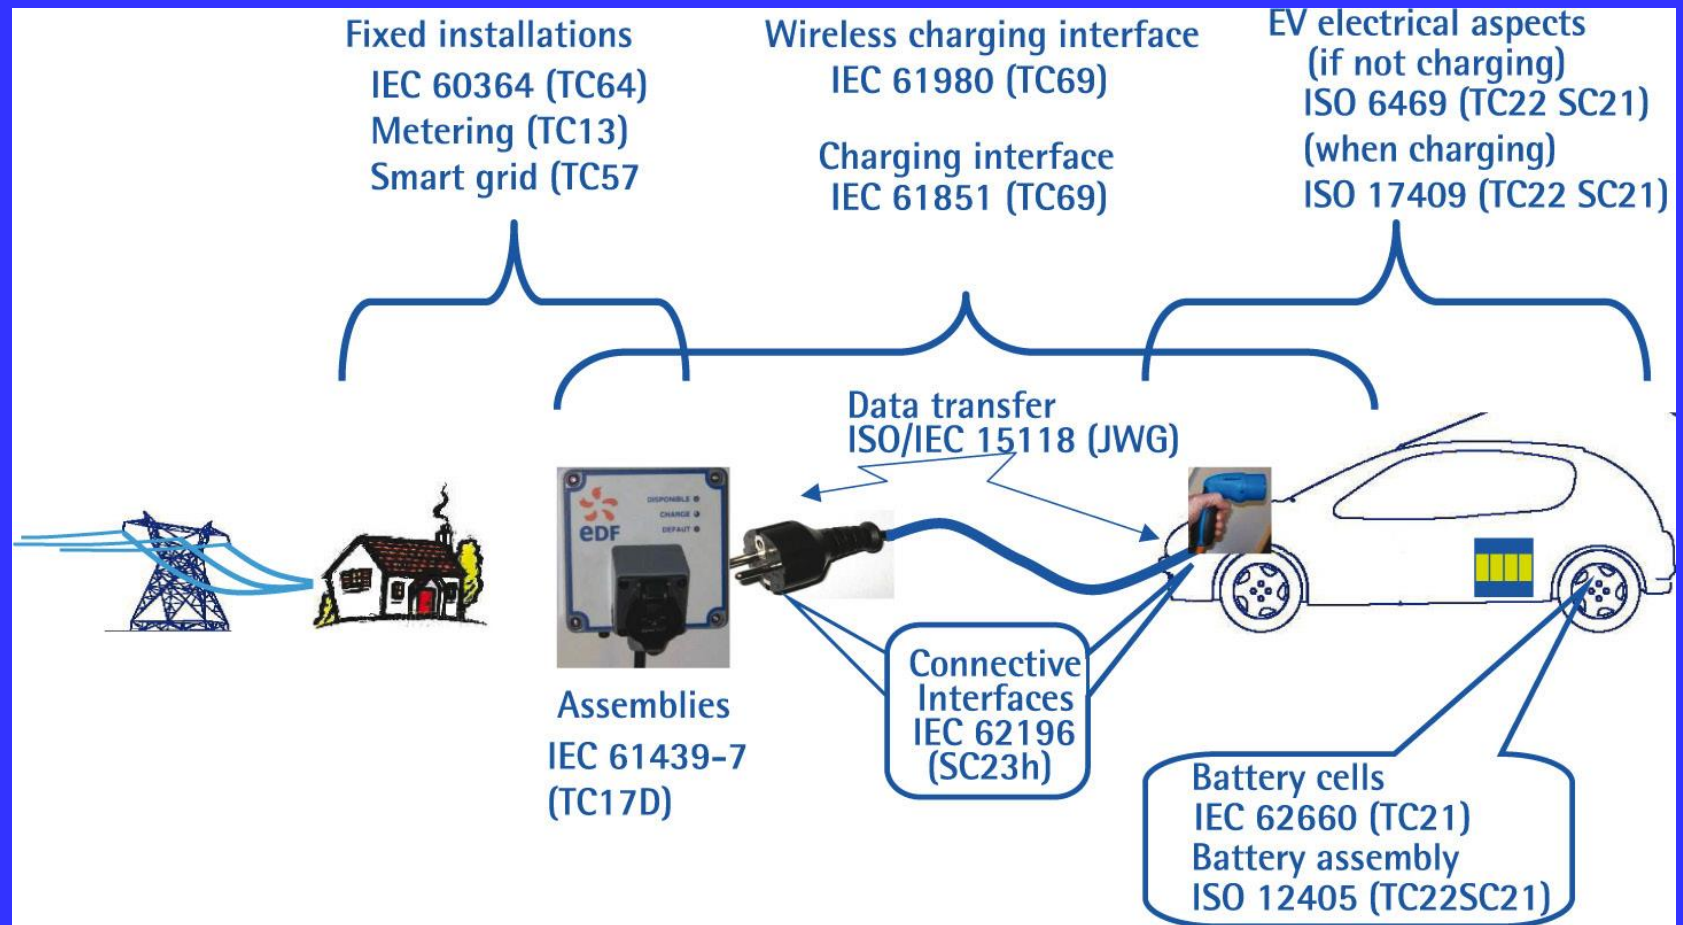 Fixed installations
IEC 60364 (TC64)
Metering (TC13)
Smart grid (TC57
Wireless charging interface
IEC 61980 (TC69)
Charging interface
IEC 61851 (TC69)
EV electrical aspects
(if not charging)
ISO 6469 (TC22 SC21)
(when charging)
ISO 17409 (TC22 SC21)
Data transfer
ISO/IEC 15118 (JWG)
DISPONIBLE
CHARGE
DEFAUT
eDF
Assemblies
IEC 61439-7
(TC17D)
Connective
Interfaces
IEC 62196
(SC23h)
Battery cells
IEC 62660 (TC21)
Battery assembly
ISO 12405 (TC22SC21)